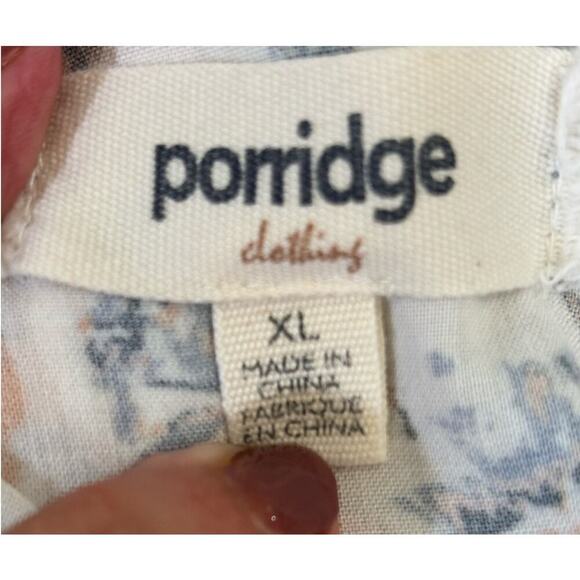 porridge
clothing
XL
MADE IN
CHINA
FABRIQUE
EN CHINA